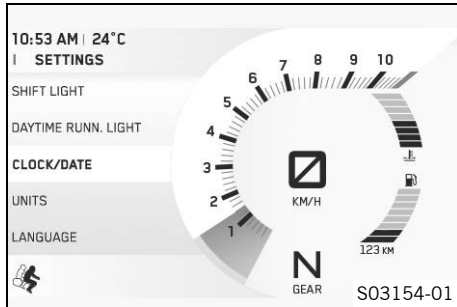 10:53 AM | 24°C
SETTINGS
SHIFT LIGHT
DAYTIME RUNN. LIGHT
CLOCK/DATE
UNITS
LANGUAGE
1
2
3
4
5
6
7
8
9
10
0
KM/H
N
GEAR
123 KM
S03154-01